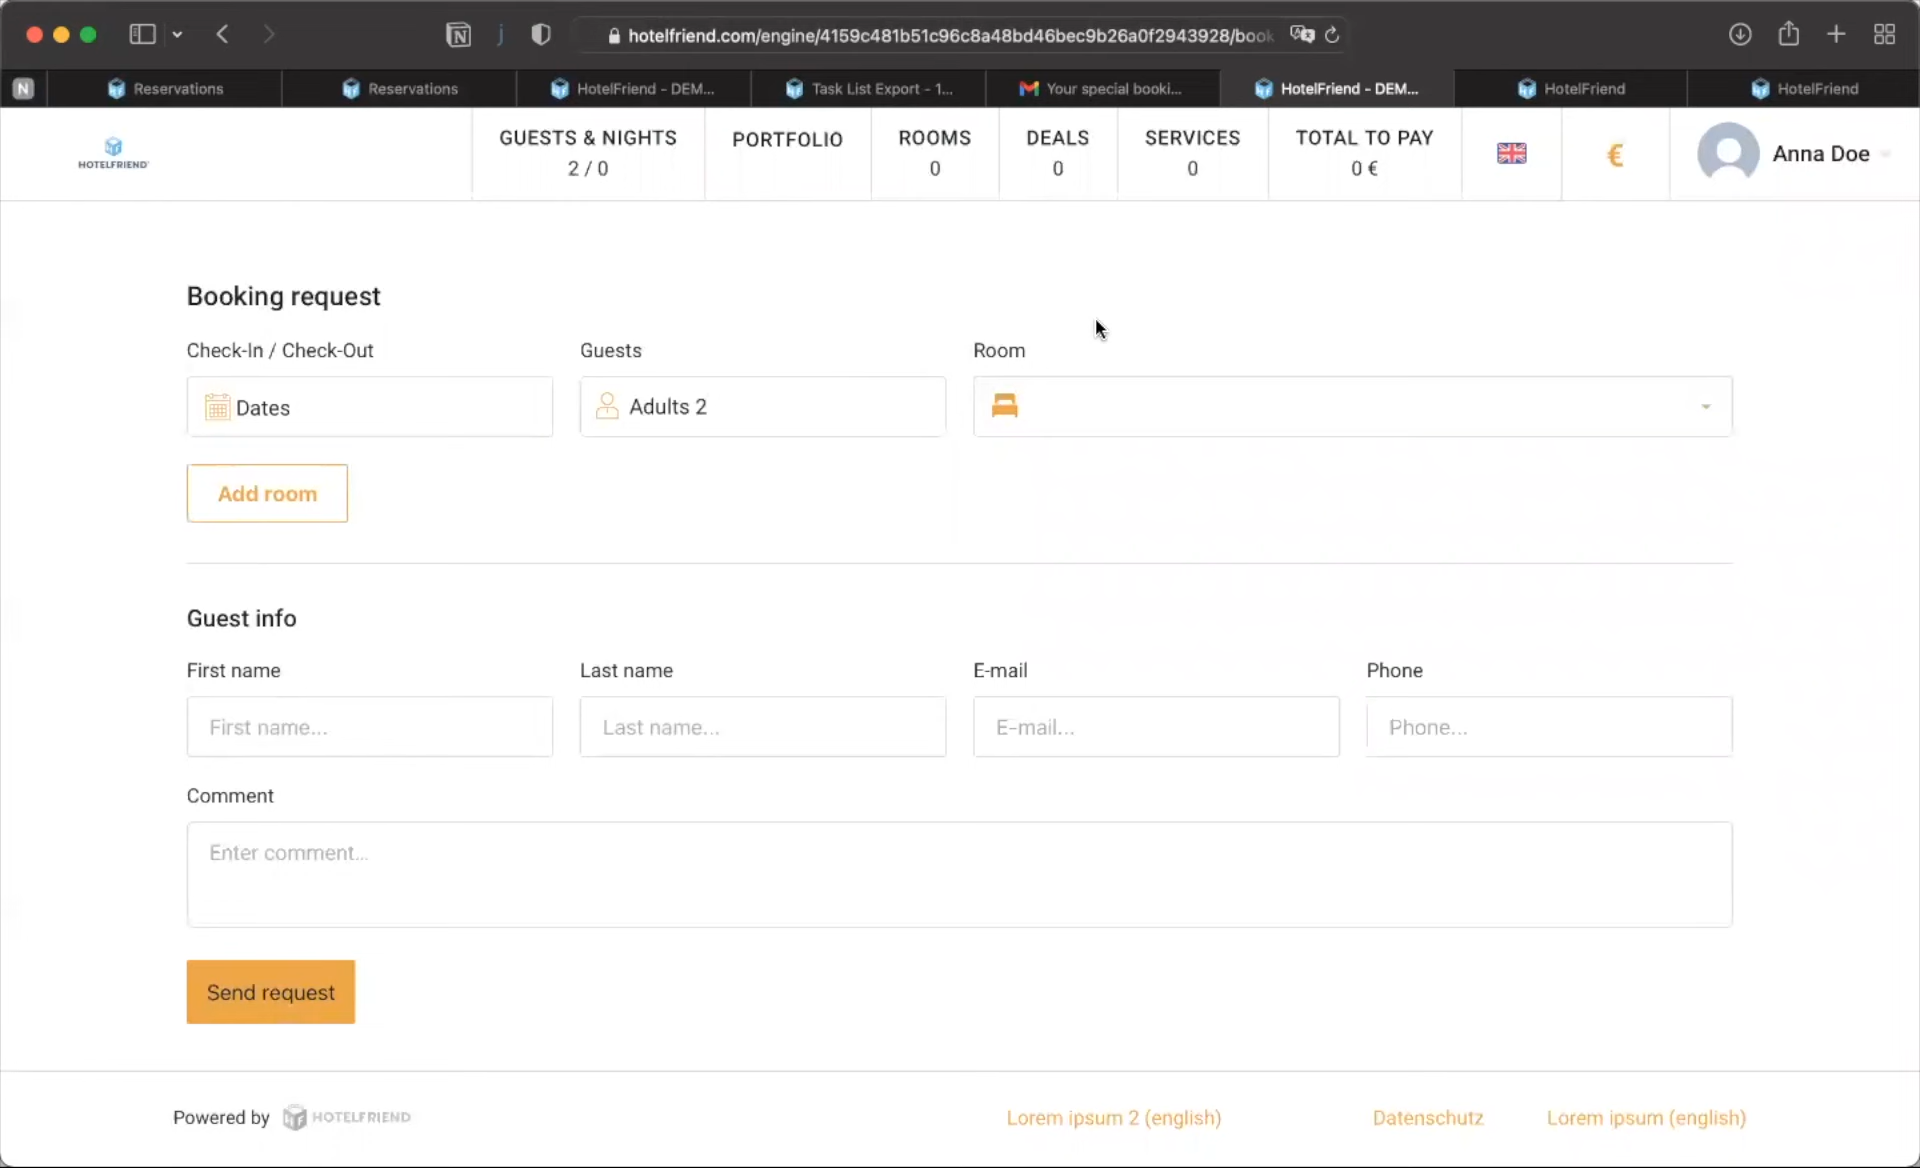 hotelfriend.com/engine/4159c481b51c96c8a48bd46bec9b26a0f2943928/book
N Reservations Reservations HotelFriend - DEM... Task List Export - 1... Your special booki... HotelFriend - DEM... HotelFriend HotelFriend
HOTELFRIEND
GUESTS & NIGHTS
2 / 0
PORTFOLIO
ROOMS
0
DEALS
0
SERVICES
0
TOTAL TO PAY
0 €
€
Anna Doe
Booking request
Check-In / Check-Out Guests Room
Dates Adults 2
Add room
Guest info
First name Last name E-mail Phone
First name... Last name... E-mail... Phone...
Comment
Enter comment...
Send request
Powered by HOTELFRIEND Lorem ipsum 2 (english) Datenschutz Lorem ipsum (english)